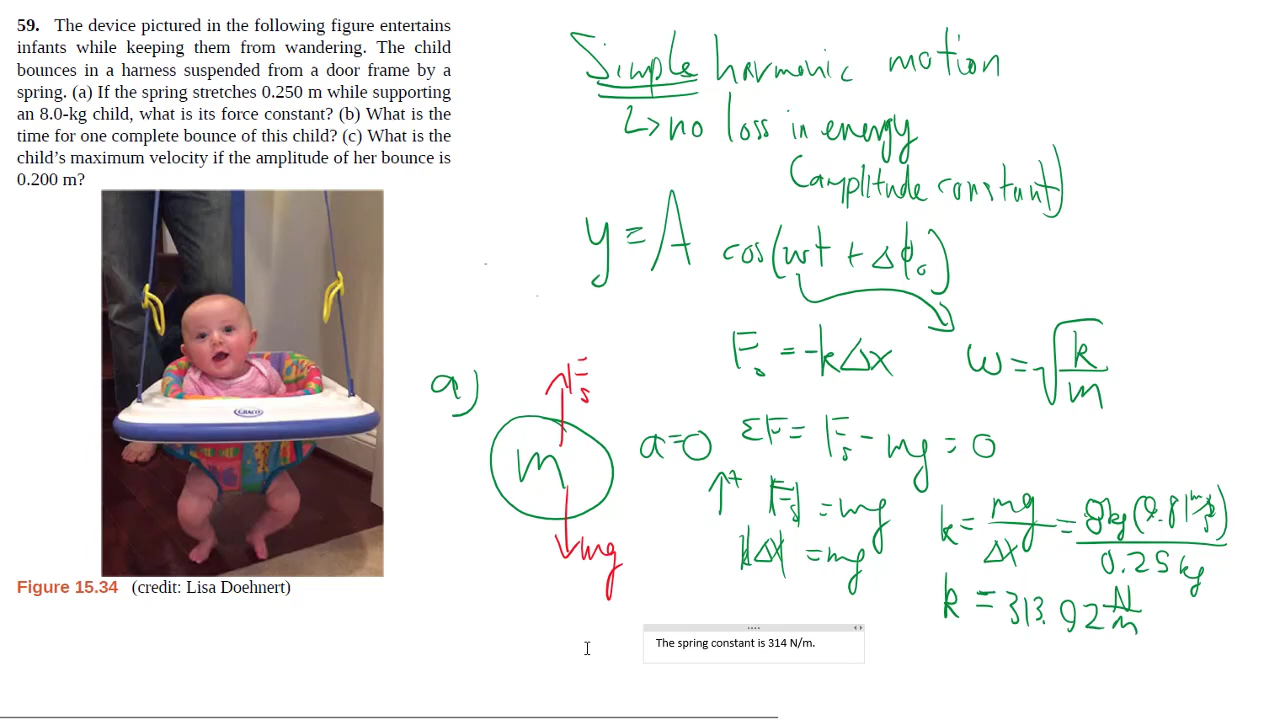 59. The device pictured in the following figure entertains
infants while keeping them from wandering. The child
bounces in a harness suspended from a door frame by a
spring. (a) If the spring stretches 0.250 m while supporting
an 8.0-kg child, what is its force constant? (b) What is the
time for one complete bounce of this child? (c) What is the
child's maximum velocity if the amplitude of her bounce is
0.200 m?
GRACO
Figure 15.34 (credit: Lisa Doehnert)
Simple harmonic motion
↳> no loss in energy
(amplitude constant)
y = A cos(ωt + Δϕ₀)
Fₛ = -kΔx
ω = √(k/m)
a)
Fₛ
m
mg
a=0 ΣF = Fₛ - mg = 0
↑+ |Fₛ| = mg
|kΔx| = mg
k = mg/Δx = 8kg(9.81 m/s²)/0.25 kg
k = 313.92 N/m
The spring constant is 314 N/m.